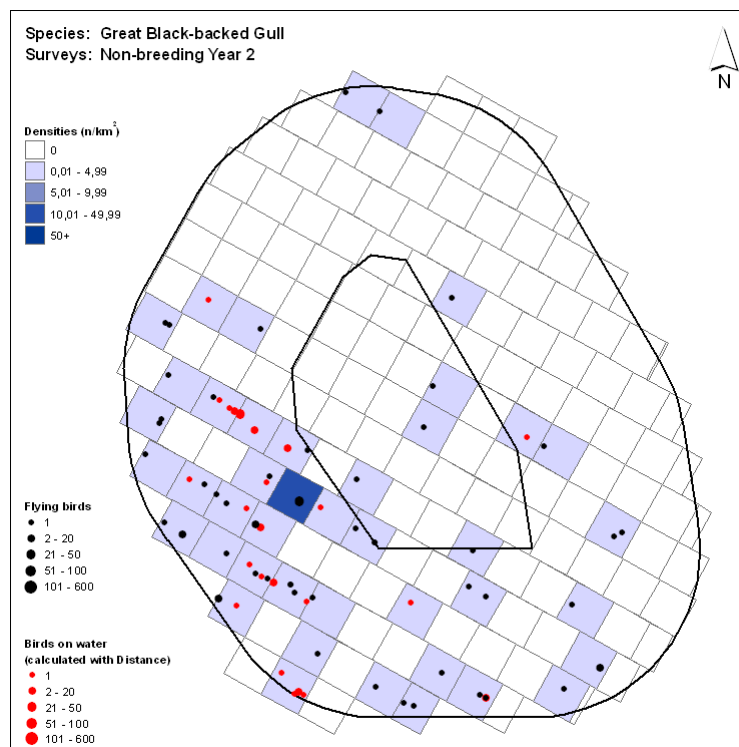 Species: Great Black-backed Gull
Surveys: Non-breeding Year 2
N
Densities (n/km²)
0
0,01 - 4,99
5,01 - 9,99
10,01 - 49,99
50+
Flying birds
1
2 - 20
21 - 50
51 - 100
101 - 600
Birds on water
(calculated with Distance)
1
2 - 20
21 - 50
51 - 100
101 - 600